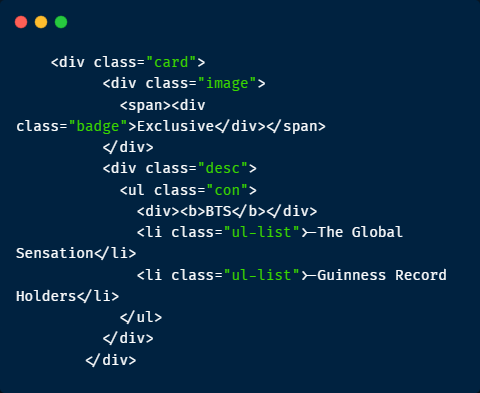 <div class="card">
<div class="image">
<span><div
class="badge">Exclusive</div></span>
</div>
<div class="desc">
<ul class="con">
<div><b>BTS</b></div>
<li class="ul-list">-The Global
Sensation</li>
<li class="ul-list">-Guinness Record
Holders</li>
</ul>
</div>
</div>